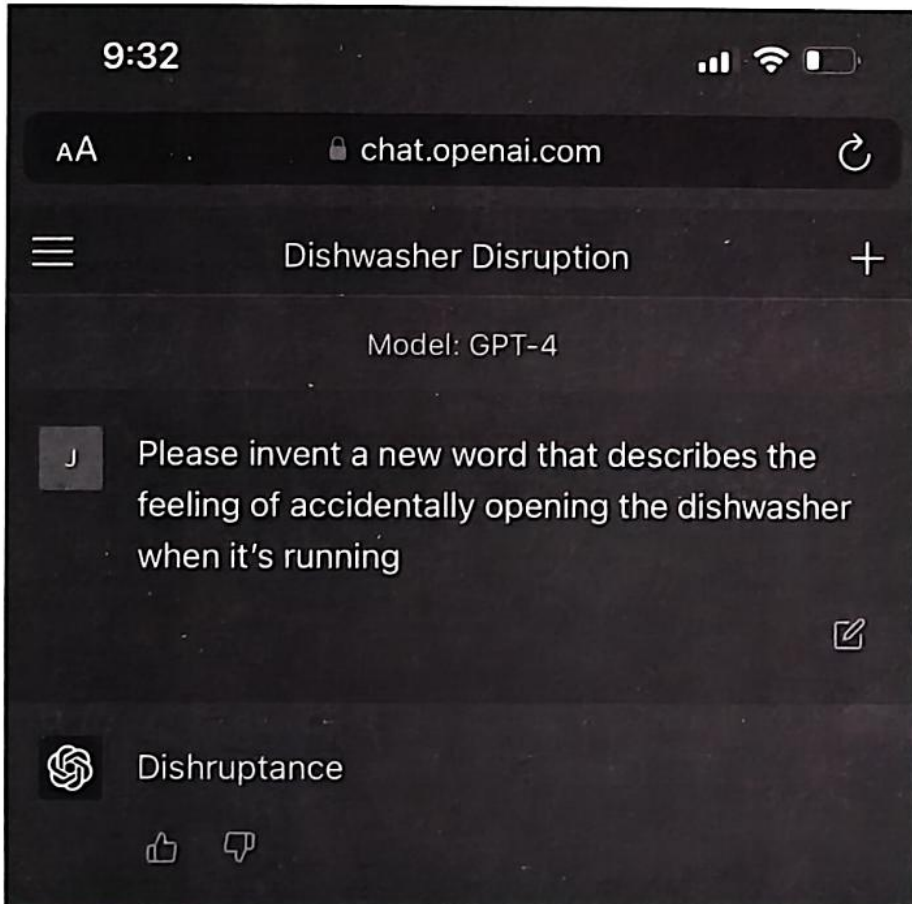 9:32
AA chat.openai.com
Dishwasher Disruption
Model: GPT-4
J Please invent a new word that describes the
feeling of accidentally opening the dishwasher
when it's running
Dishruptance